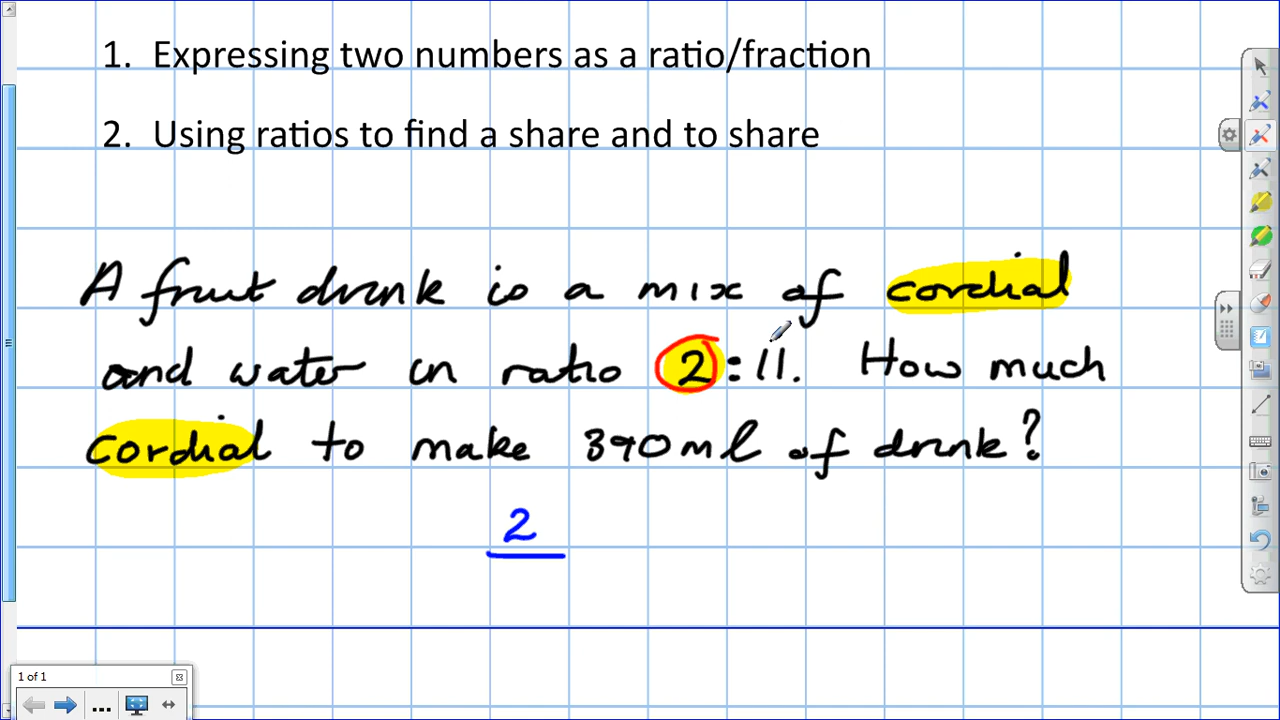 1. Expressing two numbers as a ratio/fraction
2. Using ratios to find a share and to share
A fruit drink is a mix of cordial
and water in ratio 2:11. How much
cordial to make 390ml of drink?
2
1 of 1
...